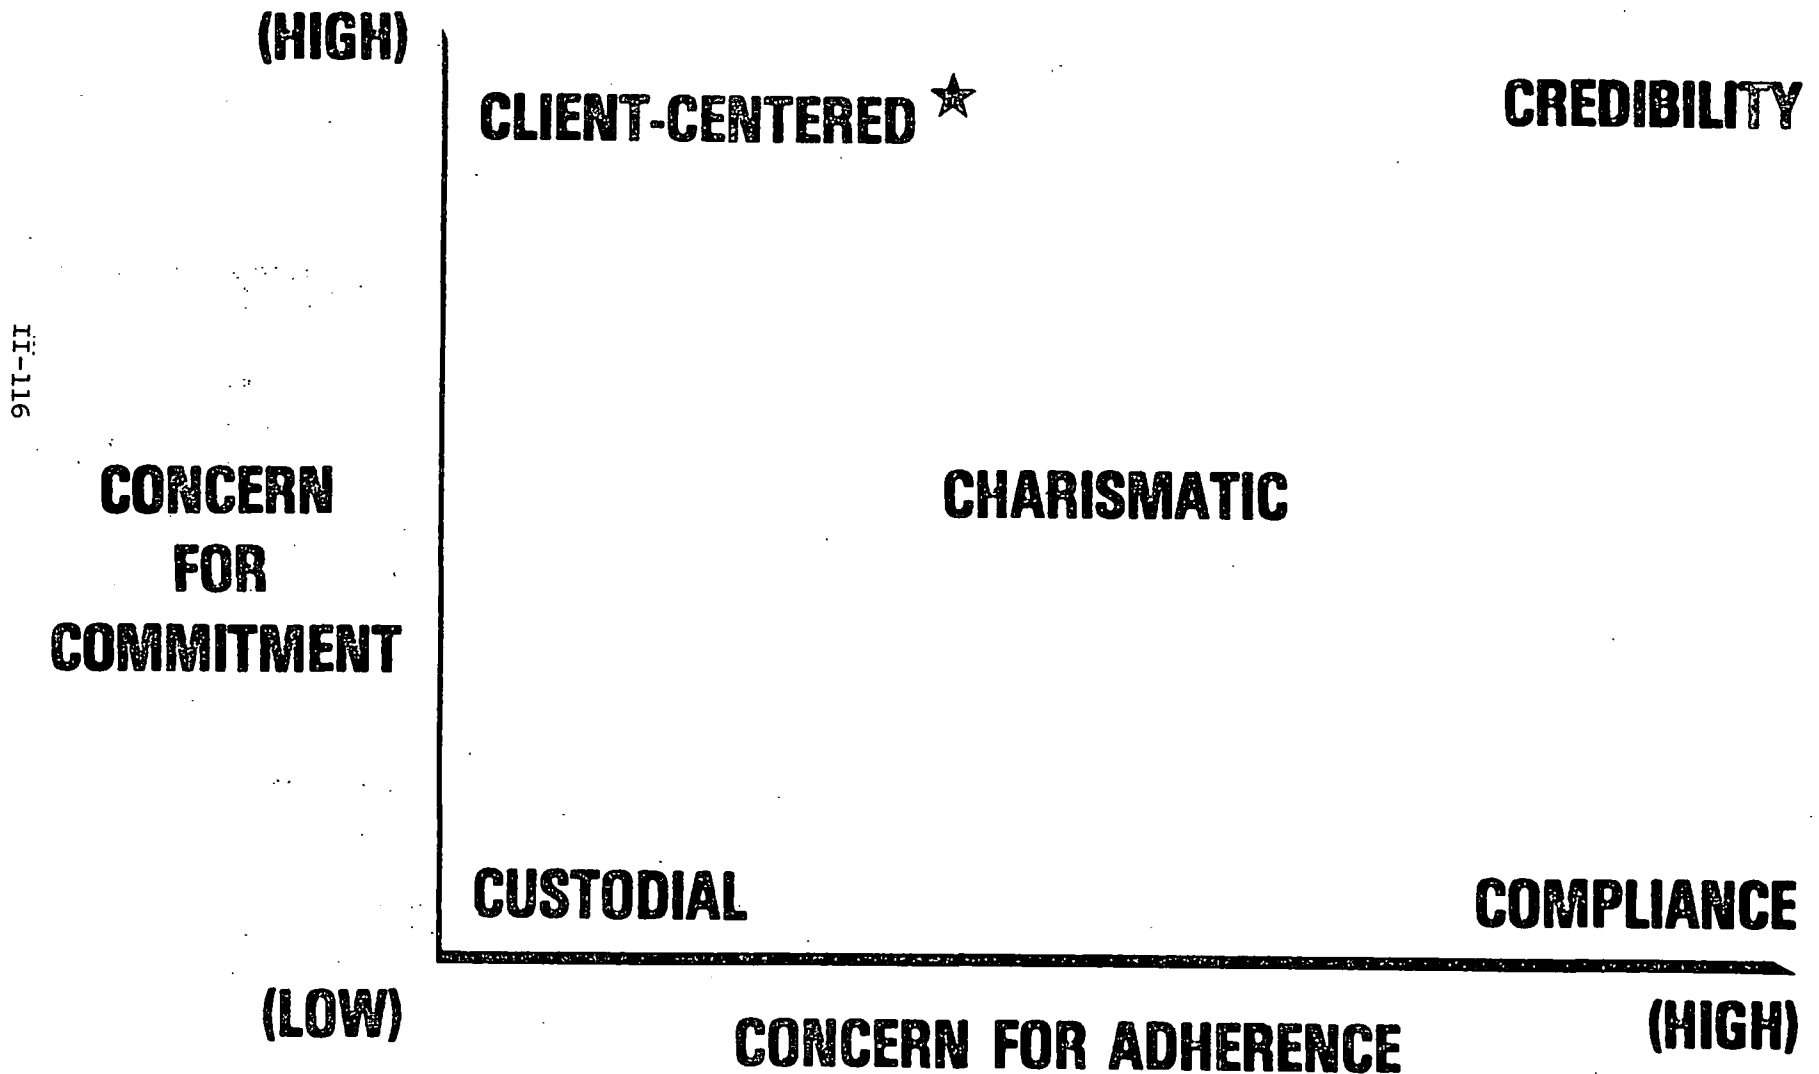 (HIGH)
CLIENT-CENTERED ★
CREDIBILITY
II-116
CONCERN
FOR
COMMITMENT
CHARISMATIC
CUSTODIAL
COMPLIANCE
(LOW)
CONCERN FOR ADHERENCE
(HIGH)